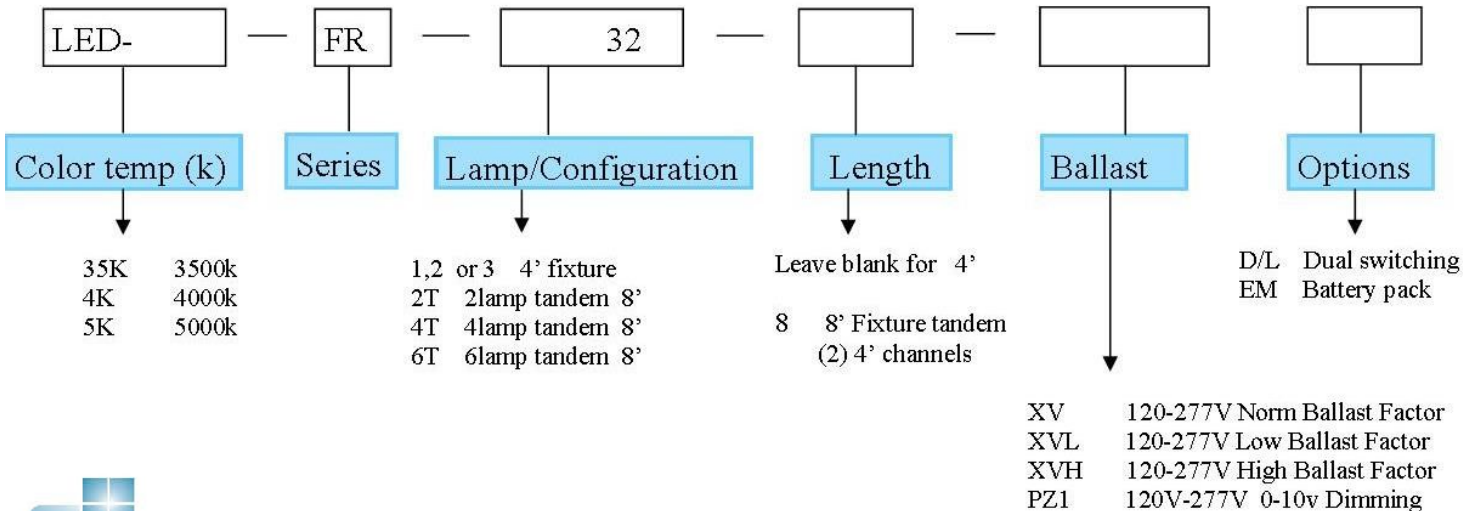 LED- — FR — 32 — —
Color temp (k) Series Lamp/Configuration Length Ballast Options
35K 3500k
4K 4000k
5K 5000k
1,2 or 3 4’ fixture
2T 2lamp tandem 8’
4T 4lamp tandem 8’
6T 6lamp tandem 8’
Leave blank for 4’
8 8’ Fixture tandem
(2) 4’ channels
XV 120-277V Norm Ballast Factor
XVL 120-277V Low Ballast Factor
XVH 120-277V High Ballast Factor
PZ1 120V-277V 0-10v Dimming
D/L Dual switching
EM Battery pack